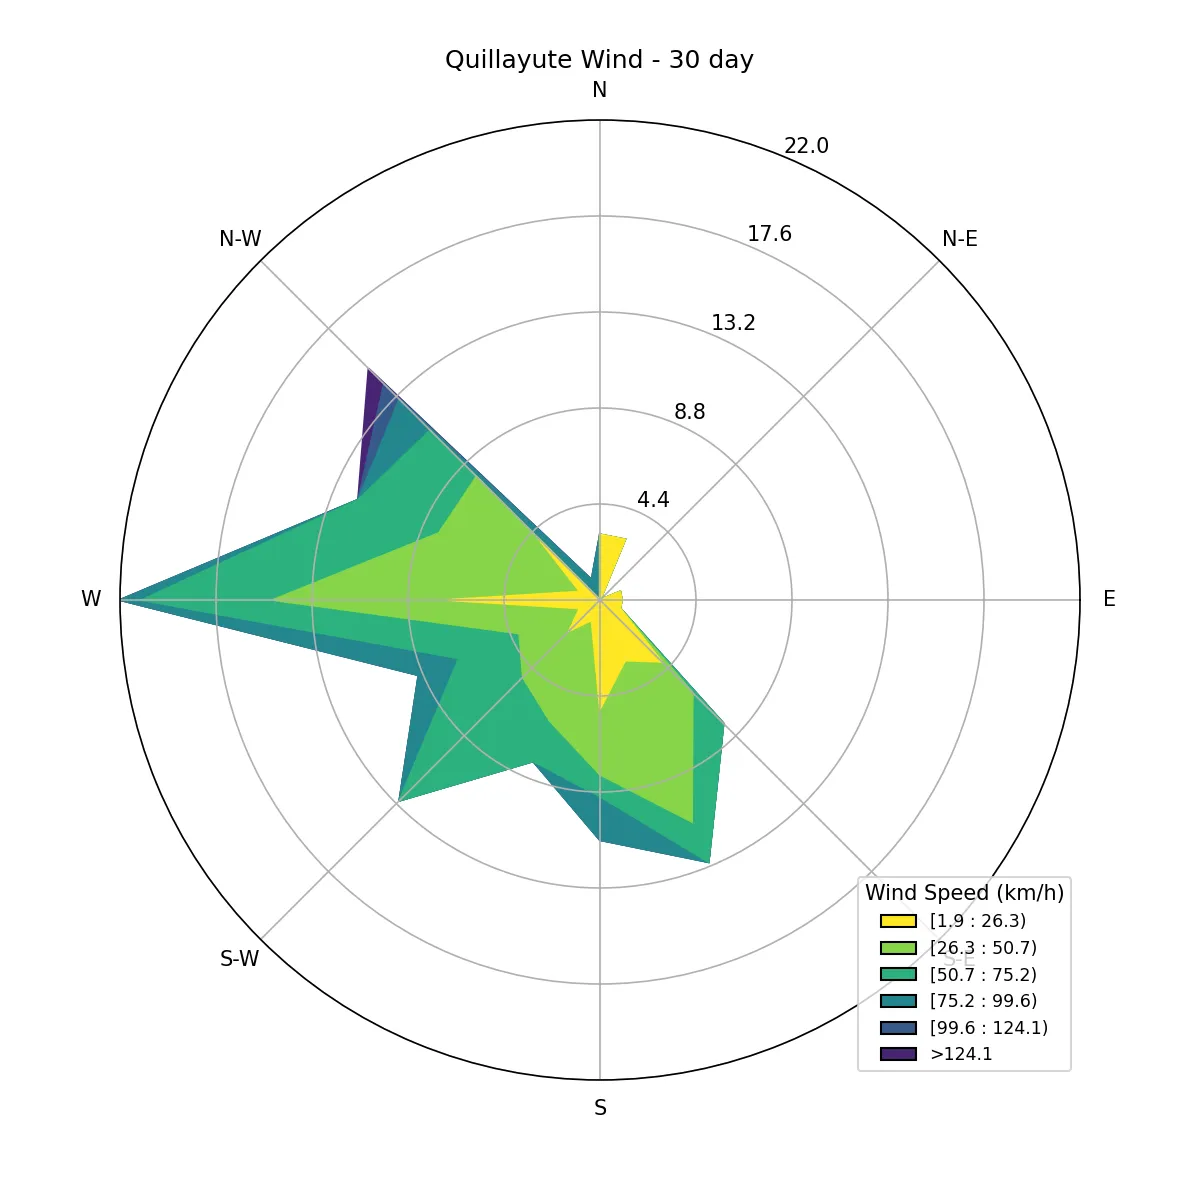 Quillayute Wind - 30 day
N
22.0
N-W
17.6
N-E
13.2
8.8
4.4
W
E
Wind Speed (km/h)
[1.9 : 26.3)
[26.3 : 50.7)
S-W
S-E
[50.7 : 75.2)
[75.2 : 99.6)
[99.6 : 124.1)
>124.1
S